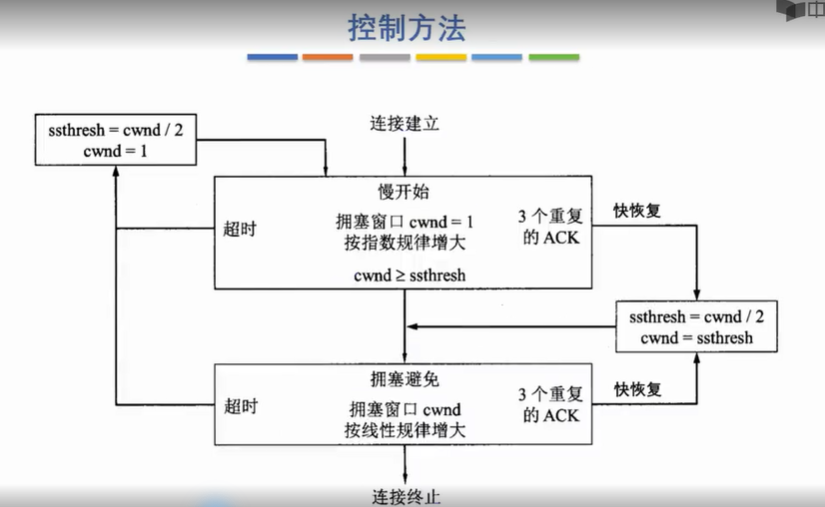 控制方法
中
ssthresh = cwnd / 2
cwnd = 1
连接建立
慢开始
超时
拥塞窗口 cwnd = 1
按指数规律增大
3 个重复
的 ACK
快恢复
cwnd ≥ ssthresh
ssthresh = cwnd / 2
cwnd = ssthresh
拥塞避免
超时
拥塞窗口 cwnd
按线性规律增大
3 个重复
的 ACK
快恢复
连接终止